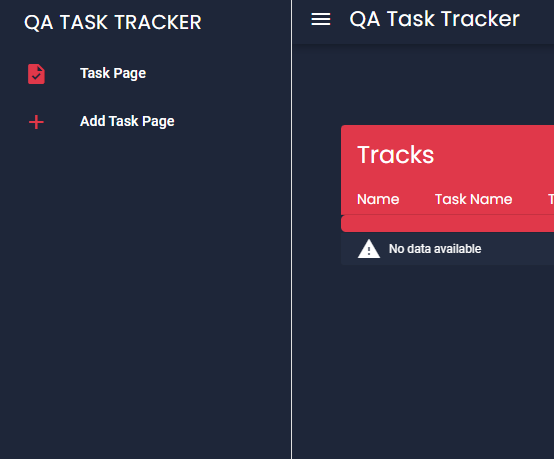 QA TASK TRACKER
Task Page
Add Task Page
QA Task Tracker
Tracks
Name Task Name T
No data available